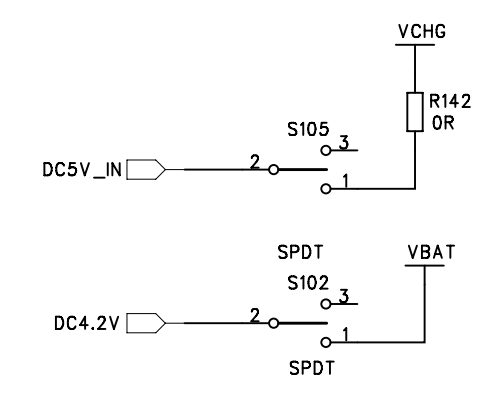 VCHG
R142
0R
S105
3
2
DC5V_IN
1
SPDT
VBAT
S102
3
2
DC4.2V
1
SPDT